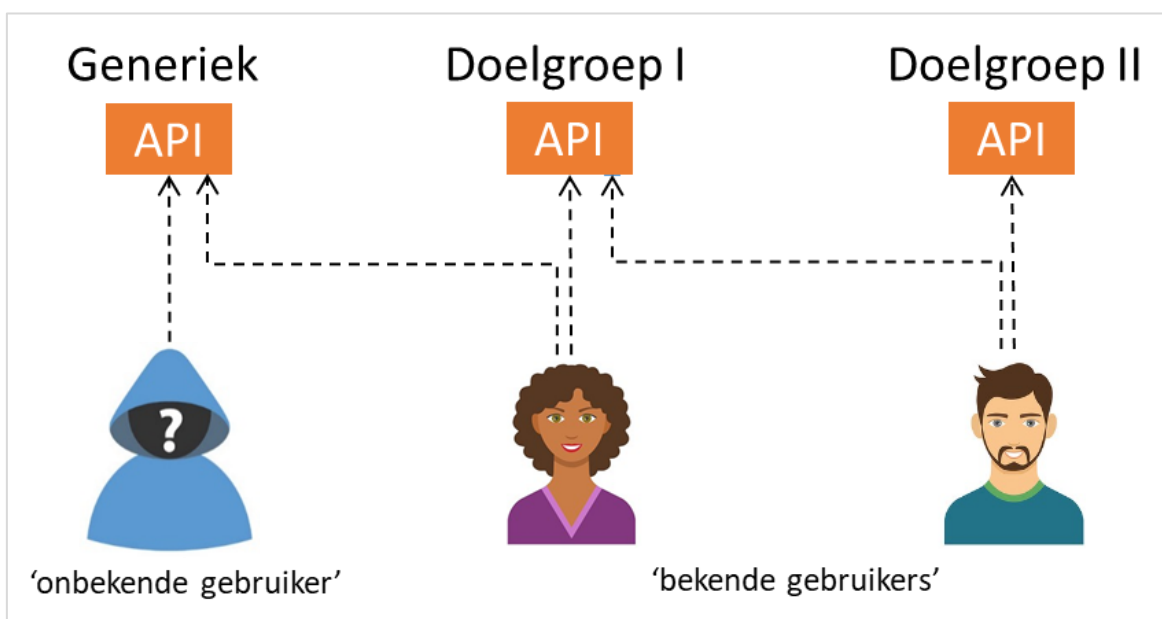 Generiek
Doelgroep I
Doelgroep II
API
API
API
?
‘onbekende gebruiker’
‘bekende gebruikers’